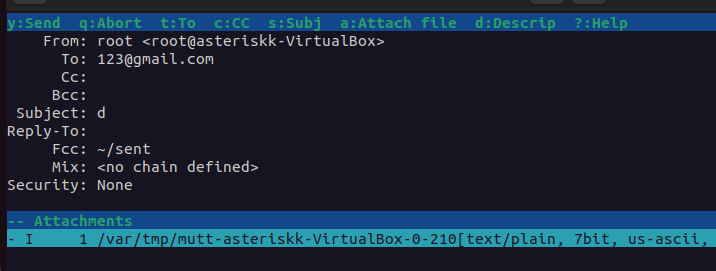 y:Send q:Abort t:To c:CC s:Subj a:Attach file d:Descrip ?:Help
From: root <root@asteriskk-VirtualBox>
To: 123@gmail.com
Cc:
Bcc:
Subject: d
Reply-To:
Fcc: ~/sent
Mix: <no chain defined>
Security: None
-- Attachments
- I 1 /var/tmp/mutt-asteriskk-VirtualBox-0-210[text/plain, 7bit, us-ascii,